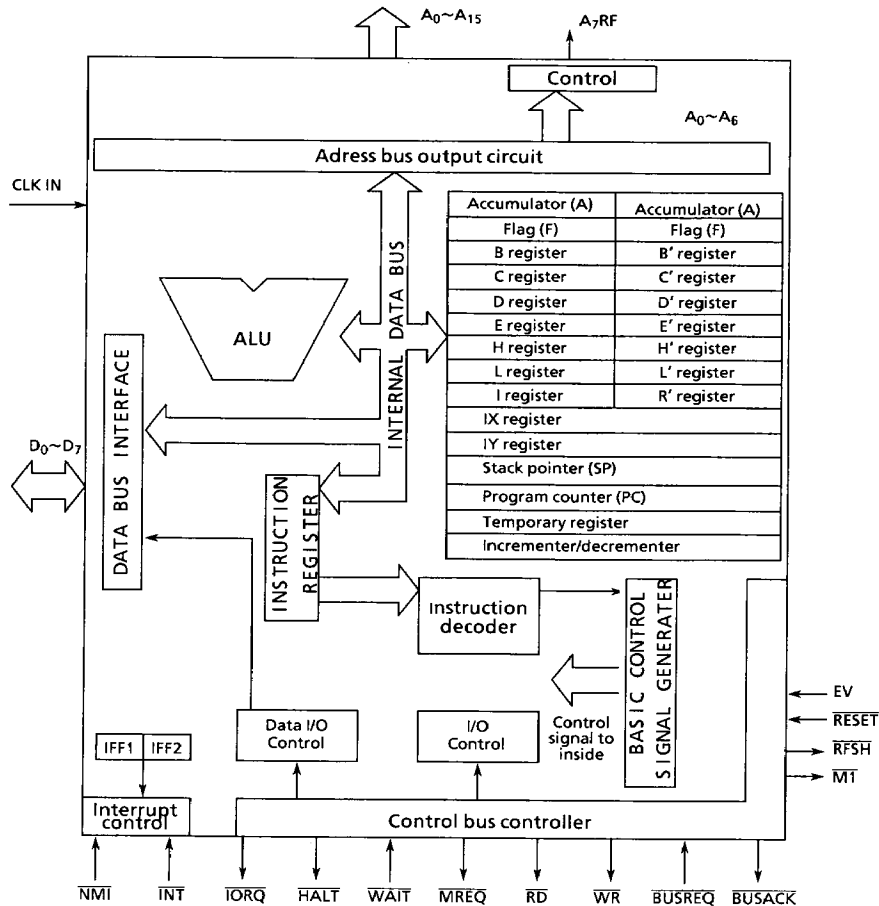 A0~A15
A7RF
Control
A0~A6
Adress bus output circuit
CLK IN
Accumulator (A)
Accumulator (A)
Flag (F)
Flag (F)
B register
B' register
C register
C' register
D register
D' register
E register
E' register
H register
H' register
L register
L' register
I register
R' register
IX register
IY register
Stack pointer (SP)
Program counter (PC)
Temporary register
Incrementer/decrementer
INTERNAL DATA BUS
ALU
DATA BUS INTERFACE
D0~D7
INSTRUCTION
REGISTER
Instruction
decoder
BASIC CONTROL
SIGNAL GENERATER
Control
signal to
inside
EV
RESET
RFSH
M1
Data I/O
Control
I/O
Control
IFF1
IFF2
Interrupt
control
Control bus controller
NMI
INT
IORQ
HALT
WAIT
MREQ
RD
WR
BUSREQ
BUSACK